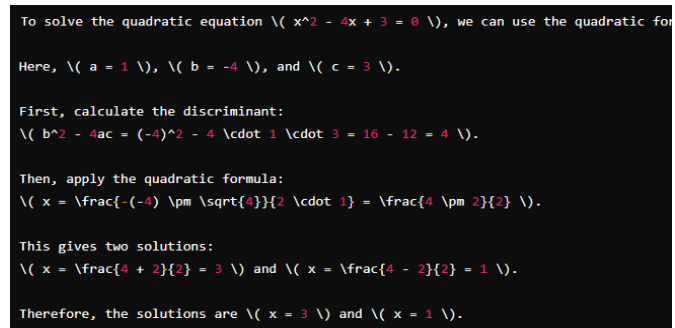 To solve the quadratic equation \( x^2 - 4x + 3 = 0 \), we can use the quadratic for
Here, \( a = 1 \), \( b = -4 \), and \( c = 3 \).
First, calculate the discriminant:
\( b^2 - 4ac = (-4)^2 - 4 \cdot 1 \cdot 3 = 16 - 12 = 4 \).
Then, apply the quadratic formula:
\( x = \frac{-(-4) \pm \sqrt{4}}{2 \cdot 1} = \frac{4 \pm 2}{2} \).
This gives two solutions:
\( x = \frac{4 + 2}{2} = 3 \) and \( x = \frac{4 - 2}{2} = 1 \).
Therefore, the solutions are \( x = 3 \) and \( x = 1 \).